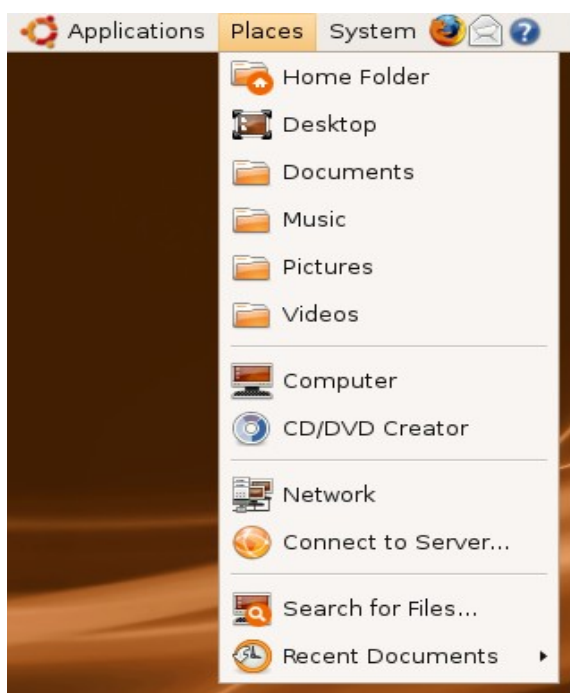 Applications Places System
Home Folder
Desktop
Documents
Music
Pictures
Videos
Computer
CD/DVD Creator
Network
Connect to Server...
Search for Files...
Recent Documents